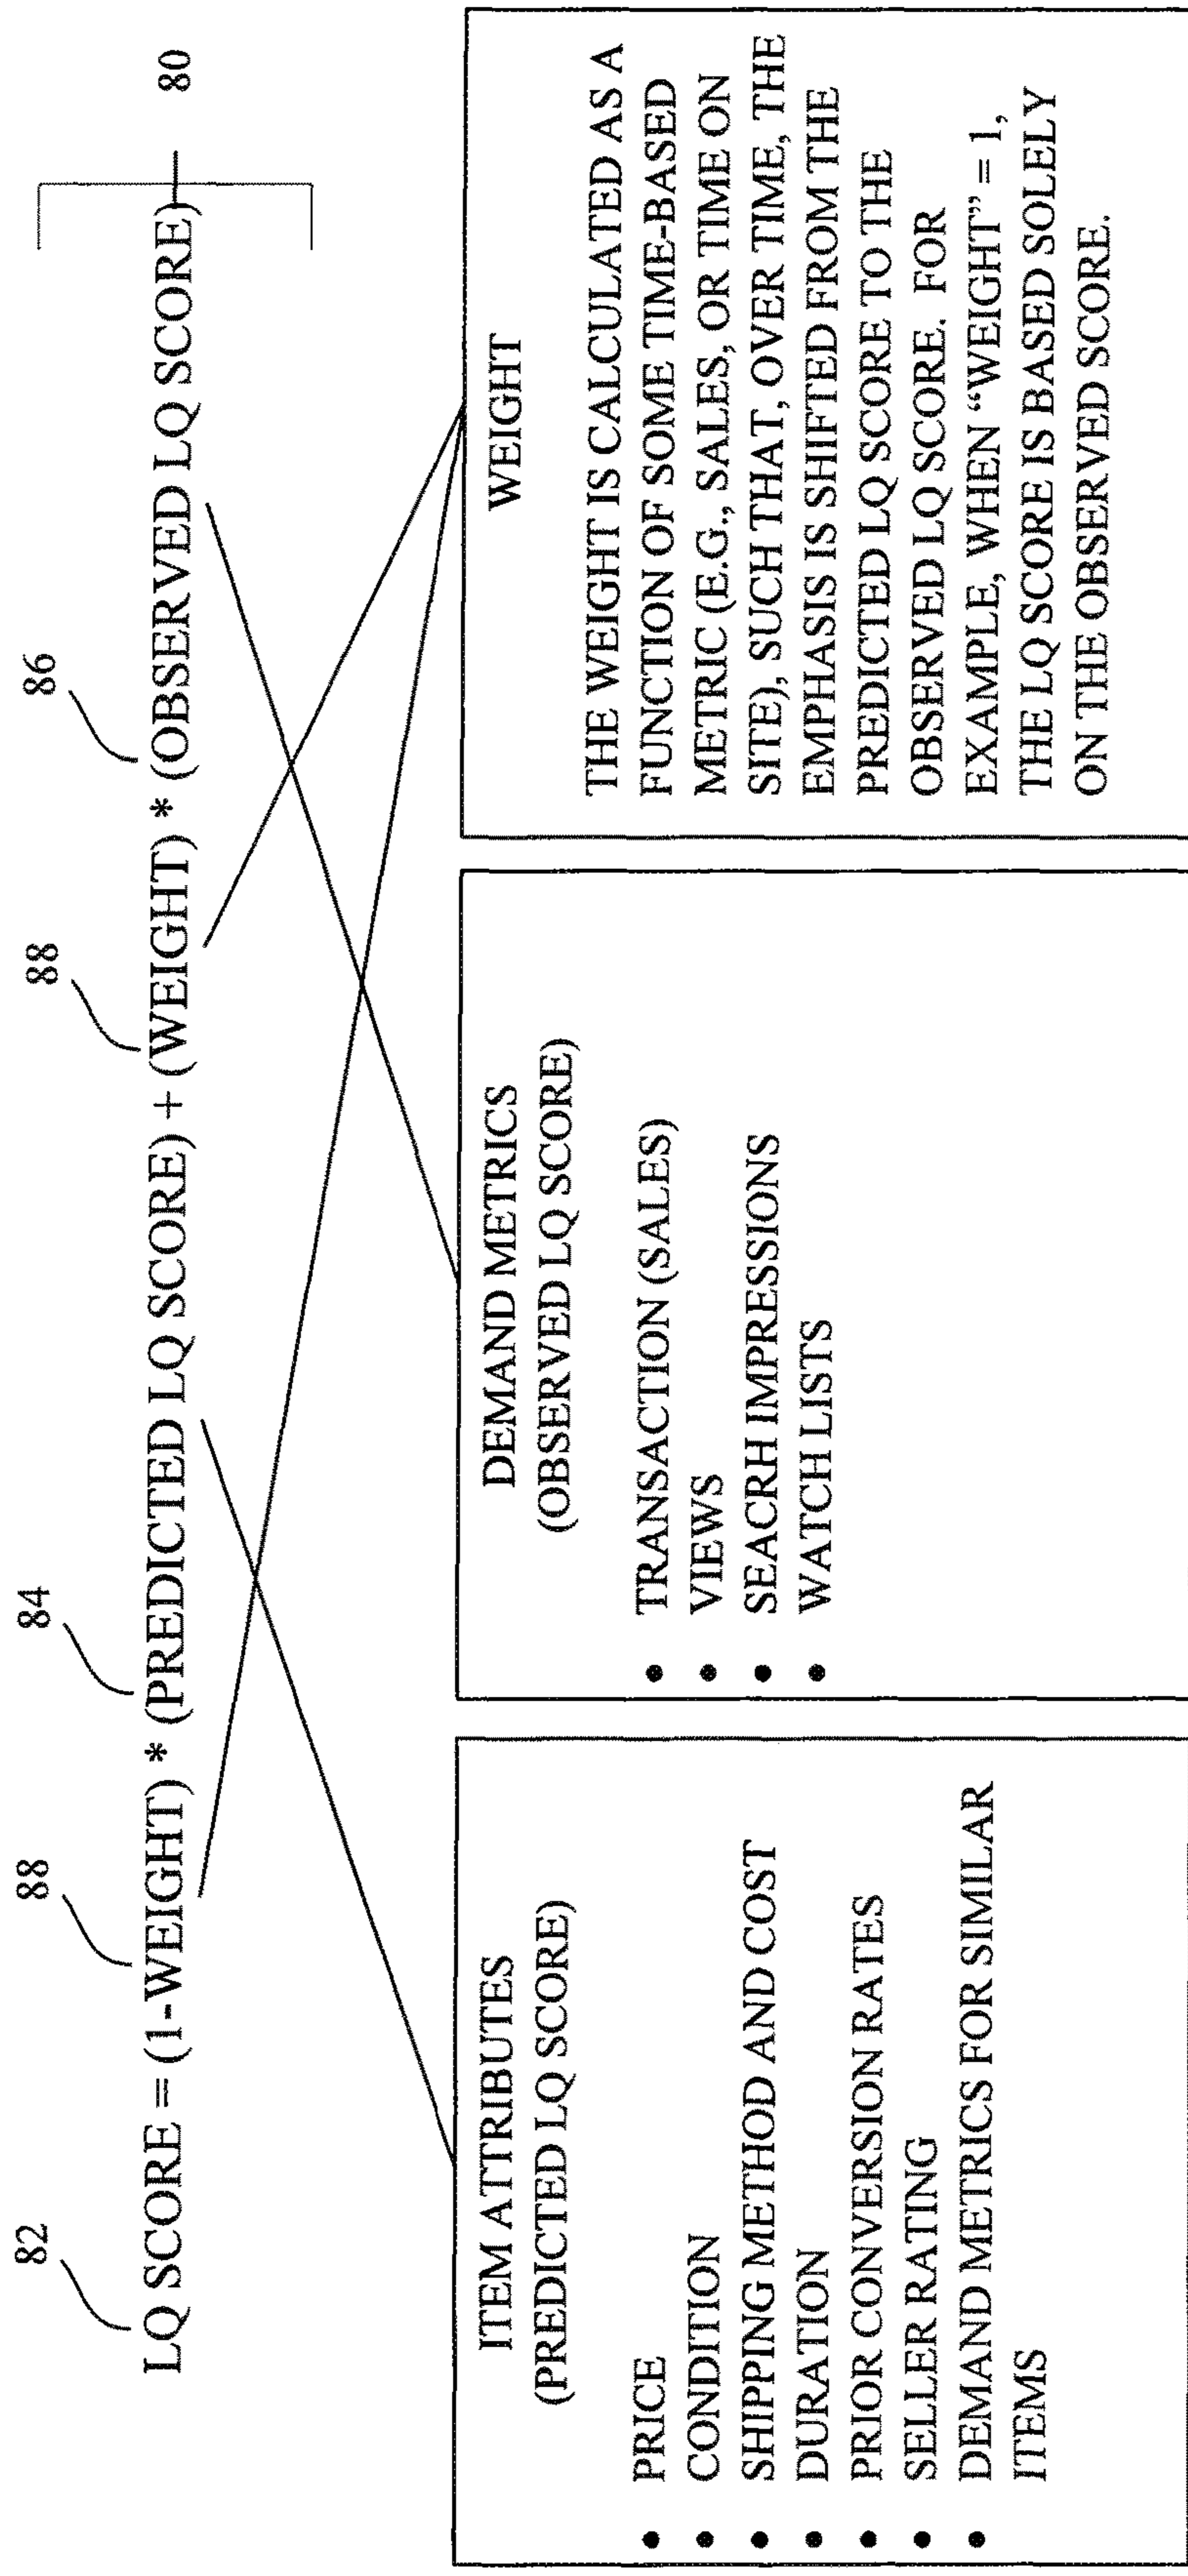 82
88
84
88
86
LQ SCORE = (1-WEIGHT) * (PREDICTED LQ SCORE) + (WEIGHT) * (OBSERVED LQ SCORE)
80
ITEM ATTRIBUTES
(PREDICTED LQ SCORE)
• PRICE
• CONDITION
• SHIPPING METHOD AND COST
• DURATION
• PRIOR CONVERSION RATES
• SELLER RATING
• DEMAND METRICS FOR SIMILAR
ITEMS
DEMAND METRICS
(OBSERVED LQ SCORE)
• TRANSACTION (SALES)
• VIEWS
• SEACRH IMPRESSIONS
• WATCH LISTS
WEIGHT
THE WEIGHT IS CALCULATED AS A
FUNCTION OF SOME TIME-BASED
METRIC (E.G., SALES, OR TIME ON
SITE), SUCH THAT, OVER TIME, THE
EMPHASIS IS SHIFTED FROM THE
PREDICTED LQ SCORE TO THE
OBSERVED LQ SCORE. FOR
EXAMPLE, WHEN “WEIGHT” = 1,
THE LQ SCORE IS BASED SOLELY
ON THE OBSERVED SCORE.